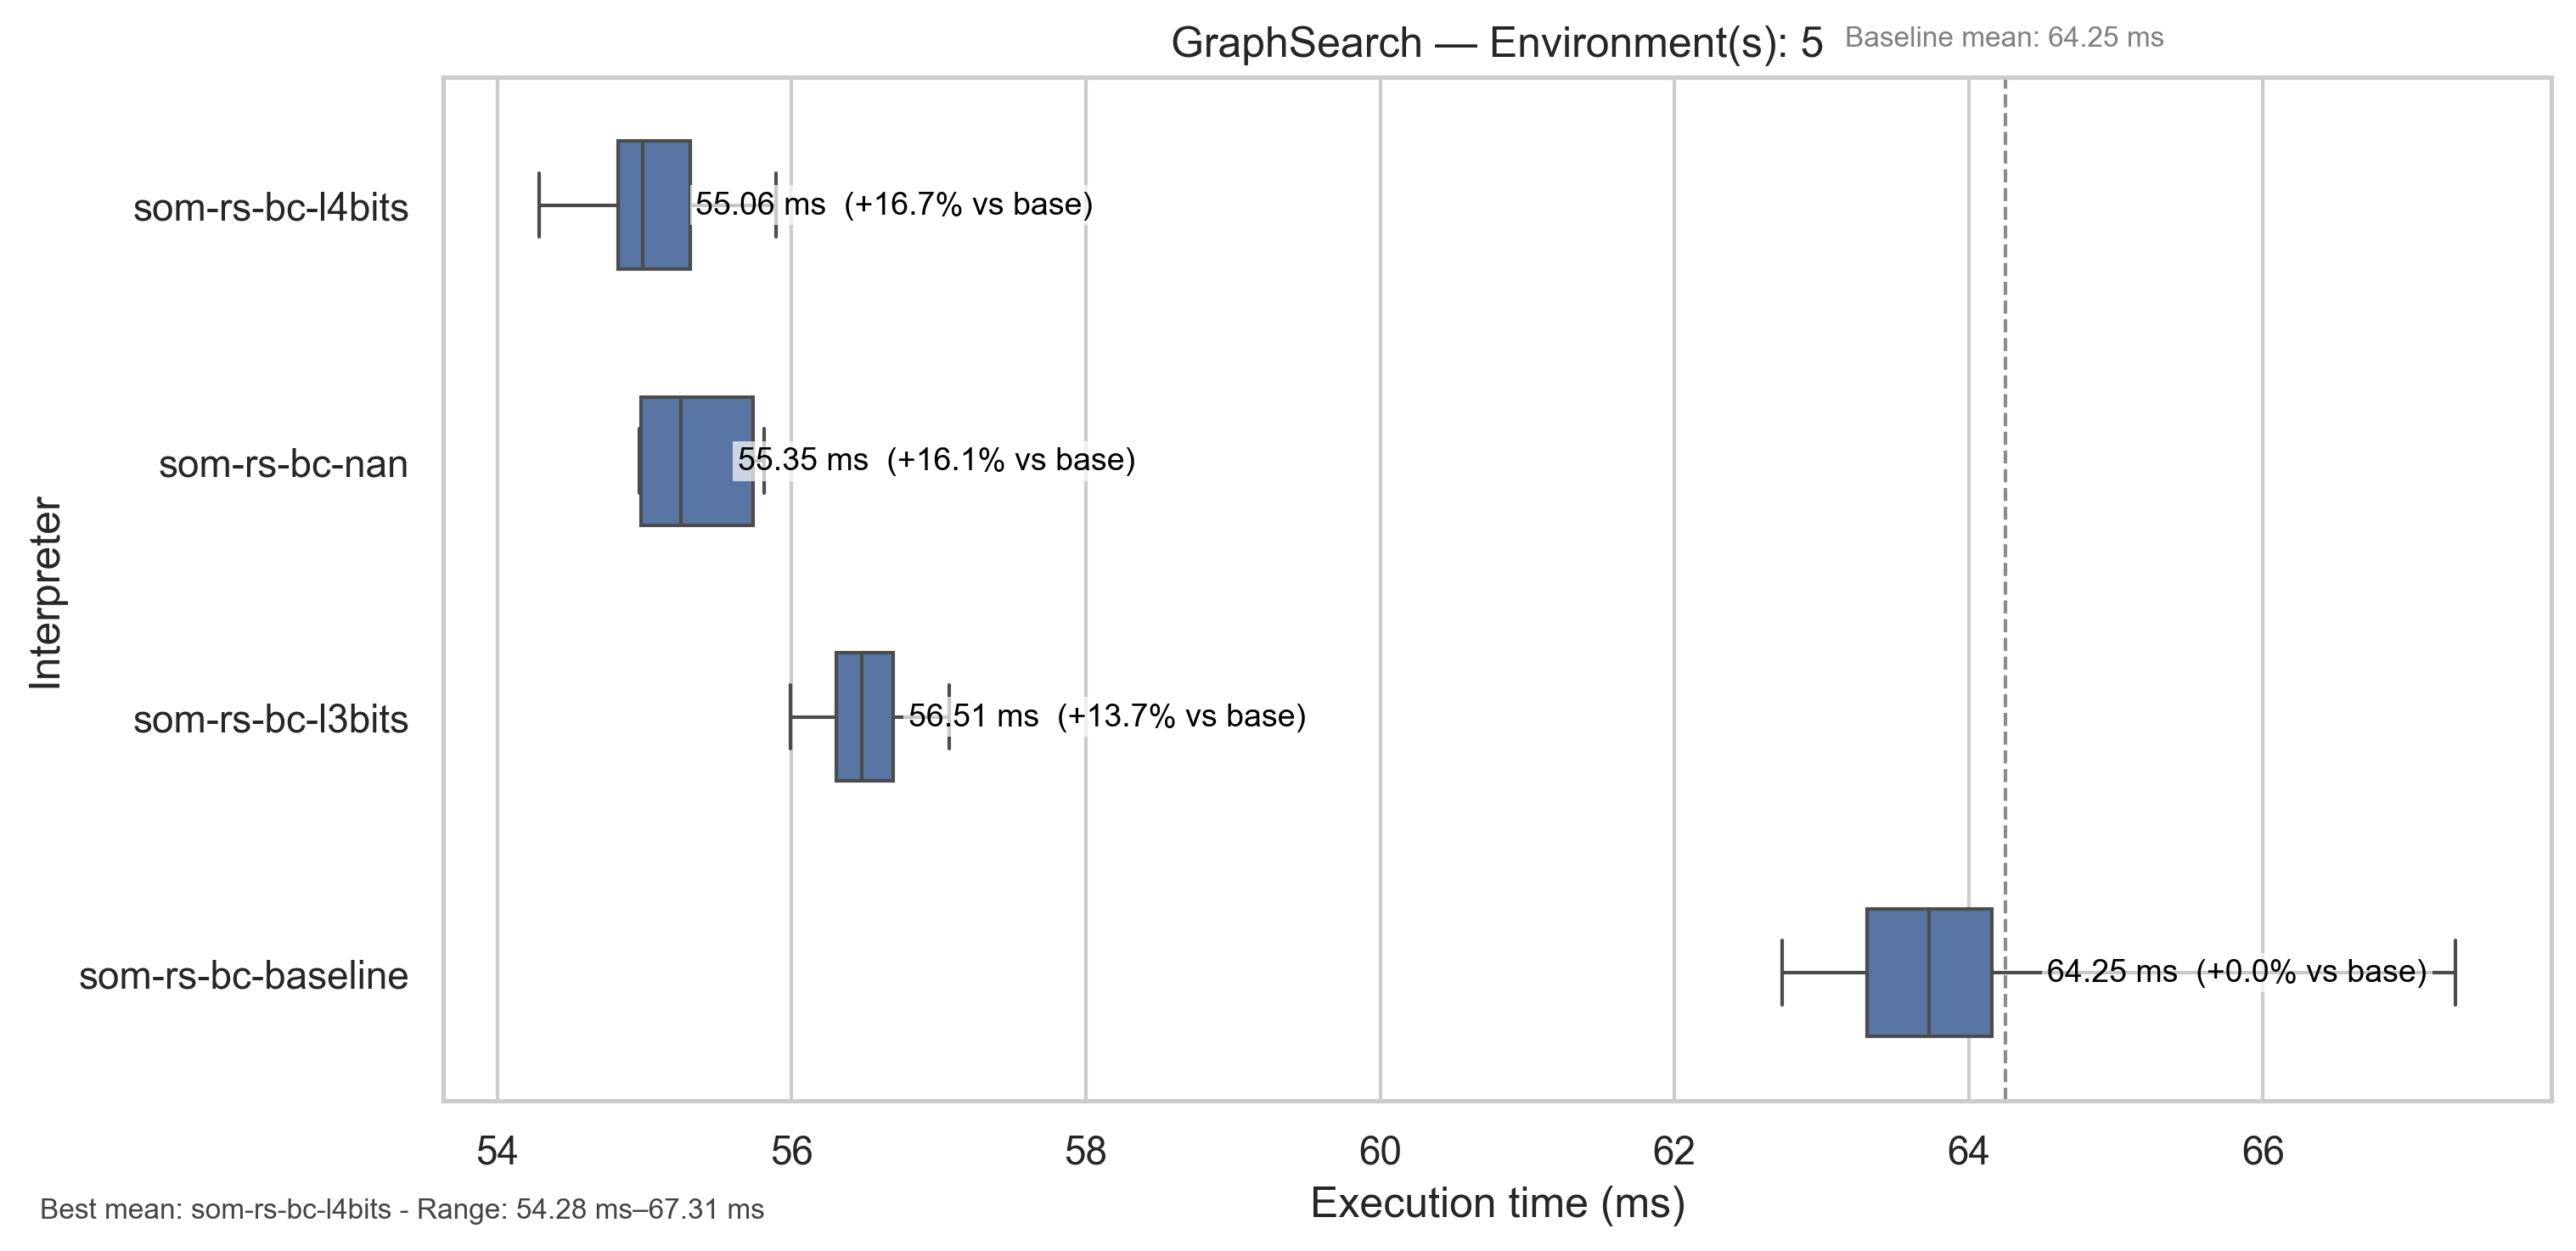 GraphSearch — Environment(s): 5
Baseline mean: 64.25 ms
Interpreter
som-rs-bc-l4bits
55.06 ms (+16.7% vs base)
som-rs-bc-nan
55.35 ms (+16.1% vs base)
som-rs-bc-l3bits
56.51 ms (+13.7% vs base)
som-rs-bc-baseline
64.25 ms (+0.0% vs base)
54 56 58 60 62 64 66
Execution time (ms)
Best mean: som-rs-bc-l4bits - Range: 54.28 ms–67.31 ms